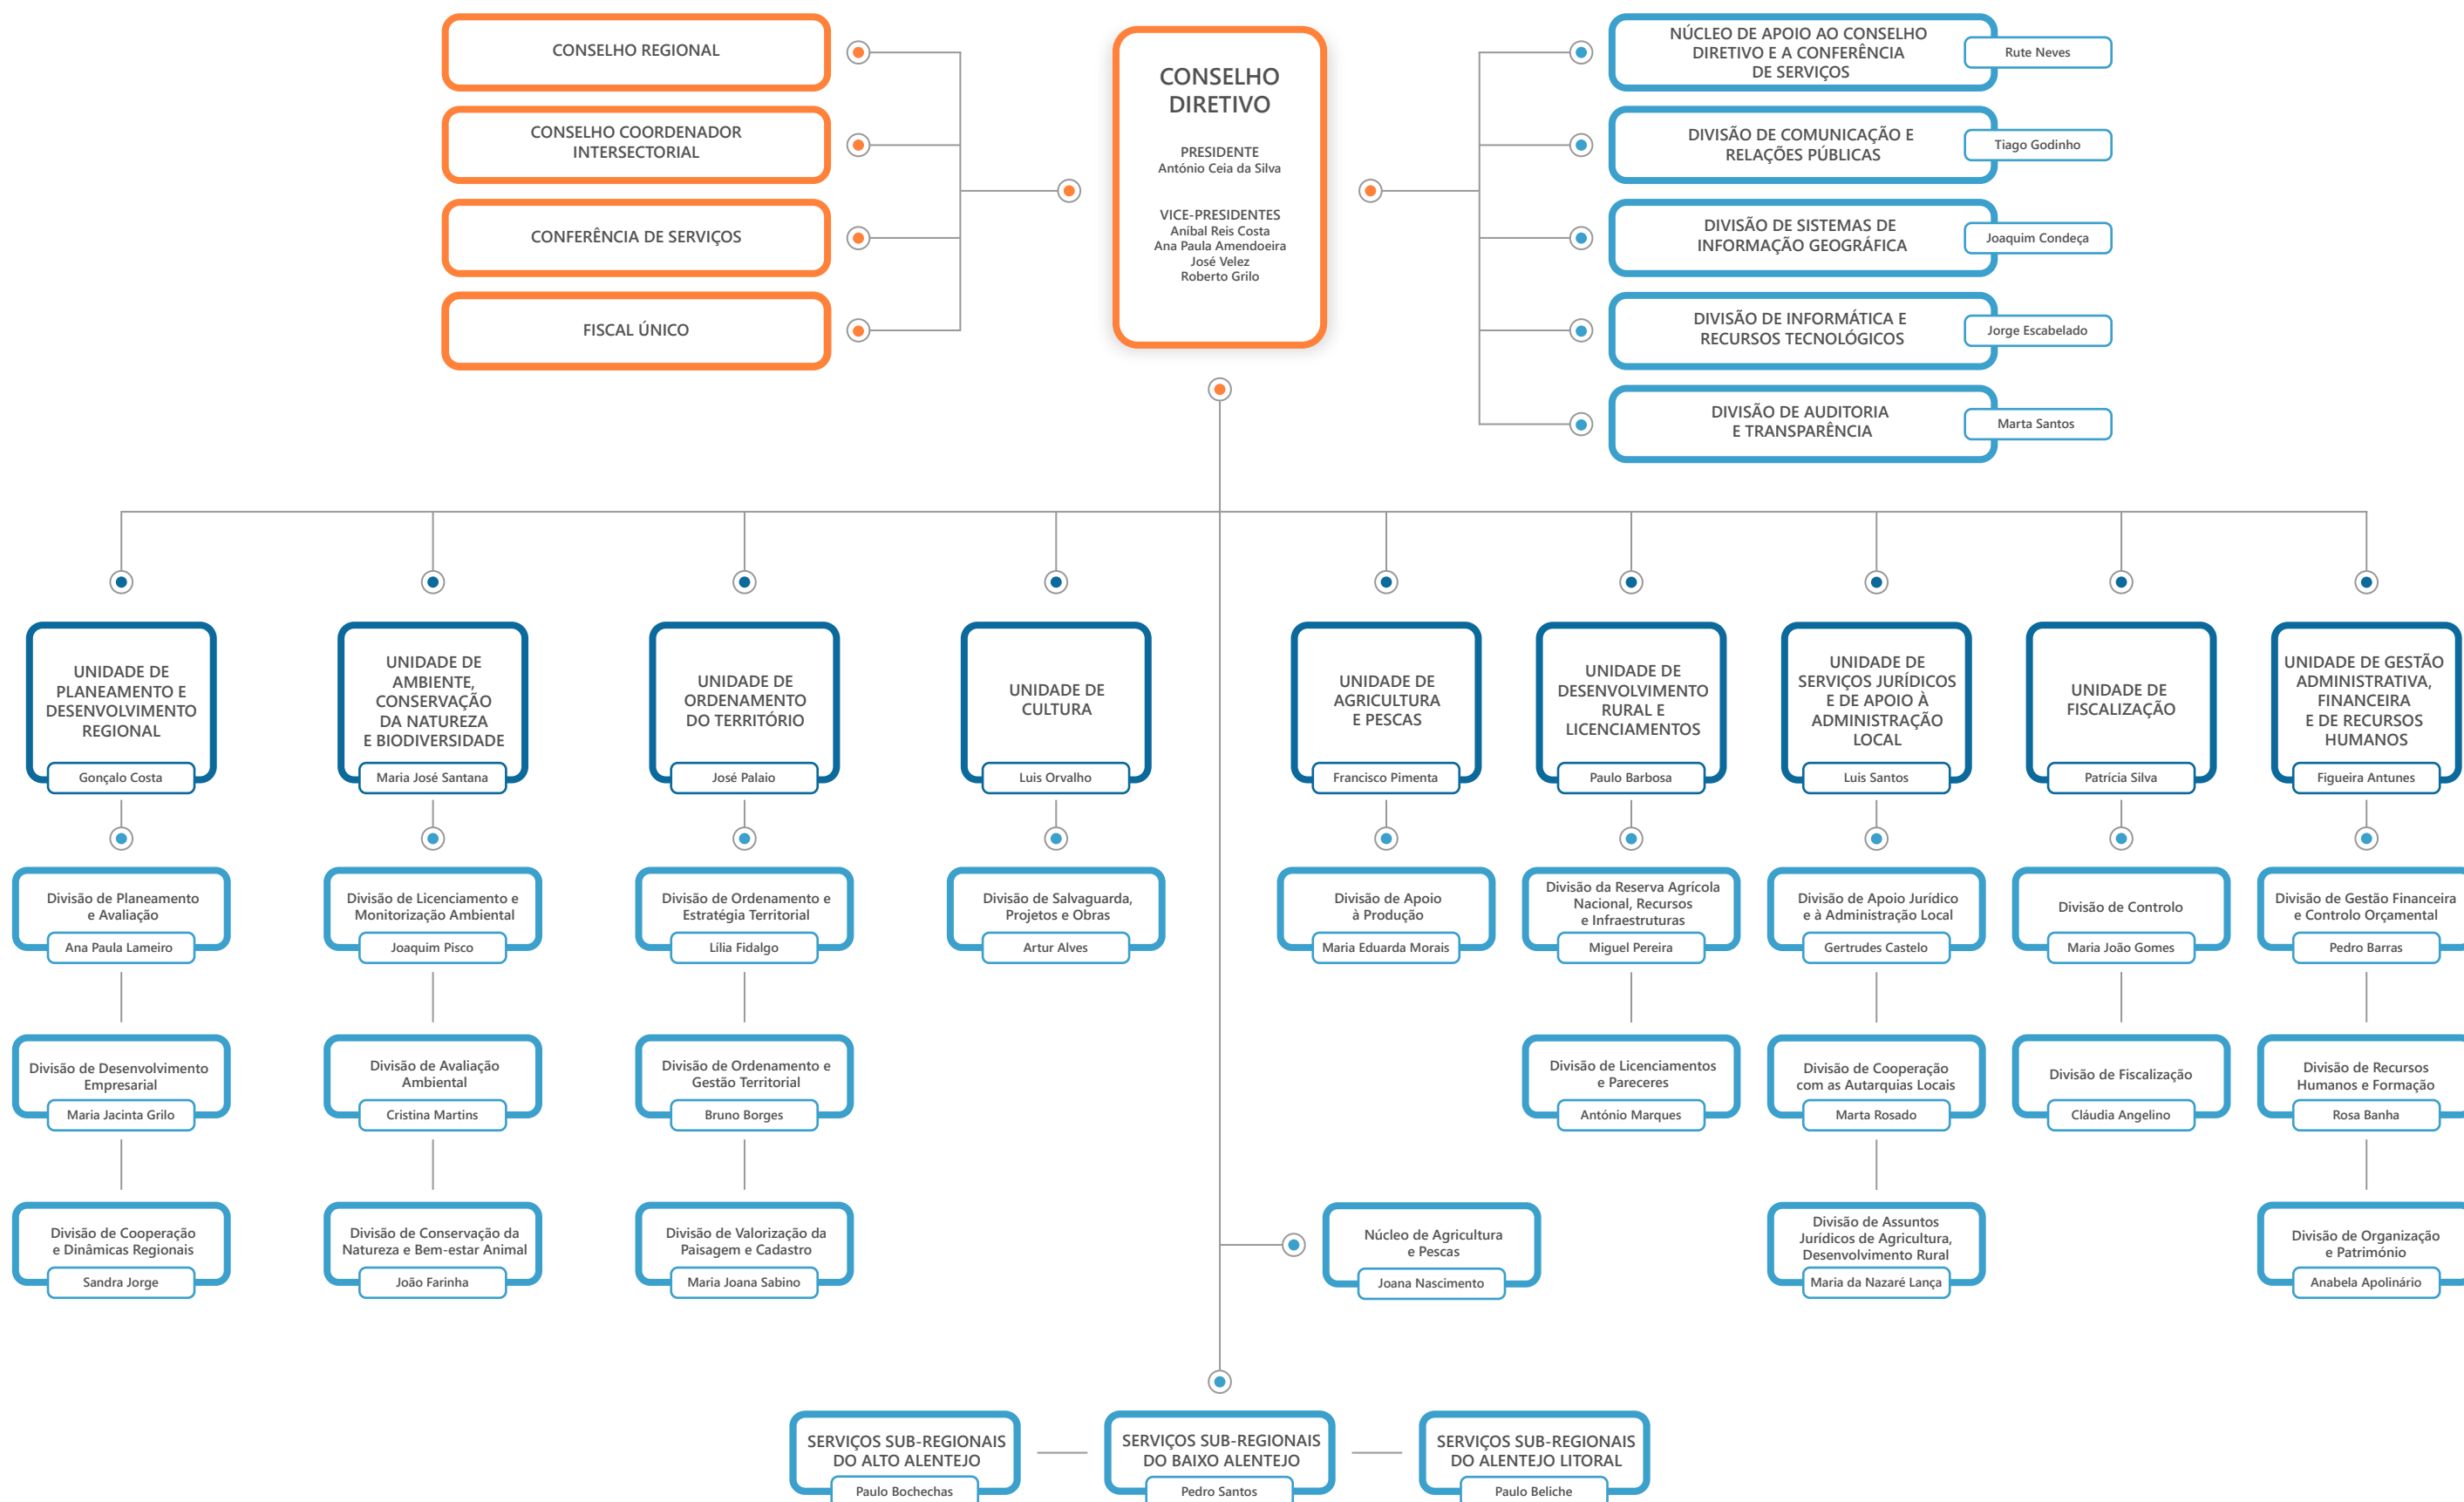 CONSELHO REGIONAL
CONSELHO COORDENADOR
INTERSECTORIAL
CONFERÊNCIA DE SERVIÇOS
FISCAL ÚNICO
CONSELHO
DIRETIVO
PRESIDENTE
António Ceia da Silva
VICE-PRESIDENTES
Aníbal Reis Costa
Ana Paula Amendoeira
José Velez
Roberto Grilo
NÚCLEO DE APOIO AO CONSELHO
DIRETIVO E A CONFERÊNCIA
DE SERVIÇOS
Rute Neves
DIVISÃO DE COMUNICAÇÃO E
RELAÇÕES PÚBLICAS
Tiago Godinho
DIVISÃO DE SISTEMAS DE
INFORMAÇÃO GEOGRÁFICA
Joaquim Condeça
DIVISÃO DE INFORMÁTICA E
RECURSOS TECNOLÓGICOS
Jorge Escabelado
DIVISÃO DE AUDITORIA
E TRANSPARÊNCIA
Marta Santos
UNIDADE DE
PLANEAMENTO E
DESENVOLVIMENTO
REGIONAL
Gonçalo Costa
UNIDADE DE
AMBIENTE,
CONSERVAÇÃO
DA NATUREZA
E BIODIVERSIDADE
Maria José Santana
UNIDADE DE
ORDENAMENTO
DO TERRITÓRIO
José Palaio
UNIDADE DE
CULTURA
Luis Orvalho
UNIDADE DE
AGRICULTURA
E PESCAS
Francisco Pimenta
UNIDADE DE
DESENVOLVIMENTO
RURAL E
LICENCIAMENTOS
Paulo Barbosa
UNIDADE DE
SERVIÇOS JURÍDICOS
E DE APOIO À
ADMINISTRAÇÃO
LOCAL
Luis Santos
UNIDADE DE
FISCALIZAÇÃO
Patrícia Silva
UNIDADE DE GESTÃO
ADMINISTRATIVA,
FINANCEIRA
E DE RECURSOS
HUMANOS
Figueira Antunes
Divisão de Planeamento
e Avaliação
Ana Paula Lameiro
Divisão de Licenciamento e
Monitorização Ambiental
Joaquim Pisco
Divisão de Ordenamento e
Estratégia Territorial
Lília Fidalgo
Divisão de Salvaguarda,
Projetos e Obras
Artur Alves
Divisão de Apoio
à Produção
Maria Eduarda Morais
Divisão da Reserva Agrícola
Nacional, Recursos
e Infraestruturas
Miguel Pereira
Divisão de Apoio Jurídico
e à Administração Local
Gertrudes Castelo
Divisão de Controlo
Maria João Gomes
Divisão de Gestão Financeira
e Controlo Orçamental
Pedro Barras
Divisão de Desenvolvimento
Empresarial
Maria Jacinta Grilo
Divisão de Avaliação
Ambiental
Cristina Martins
Divisão de Ordenamento e
Gestão Territorial
Bruno Borges
Divisão de Licenciamentos
e Pareceres
António Marques
Divisão de Cooperação
com as Autarquias Locais
Marta Rosado
Divisão de Fiscalização
Cláudia Angelino
Divisão de Recursos
Humanos e Formação
Rosa Banha
Divisão de Cooperação
e Dinâmicas Regionais
Sandra Jorge
Divisão de Conservação da
Natureza e Bem-estar Animal
João Farinha
Divisão de Valorização da
Paisagem e Cadastro
Maria Joana Sabino
Núcleo de Agricultura
e Pescas
Joana Nascimento
Divisão de Assuntos
Jurídicos de Agricultura,
Desenvolvimento Rural
Maria da Nazaré Lança
Divisão de Organização
e Património
Anabela Apolinário
SERVIÇOS SUB-REGIONAIS
DO ALTO ALENTEJO
Paulo Bochechas
SERVIÇOS SUB-REGIONAIS
DO BAIXO ALENTEJO
Pedro Santos
SERVIÇOS SUB-REGIONAIS
DO ALENTEJO LITORAL
Paulo Beliche